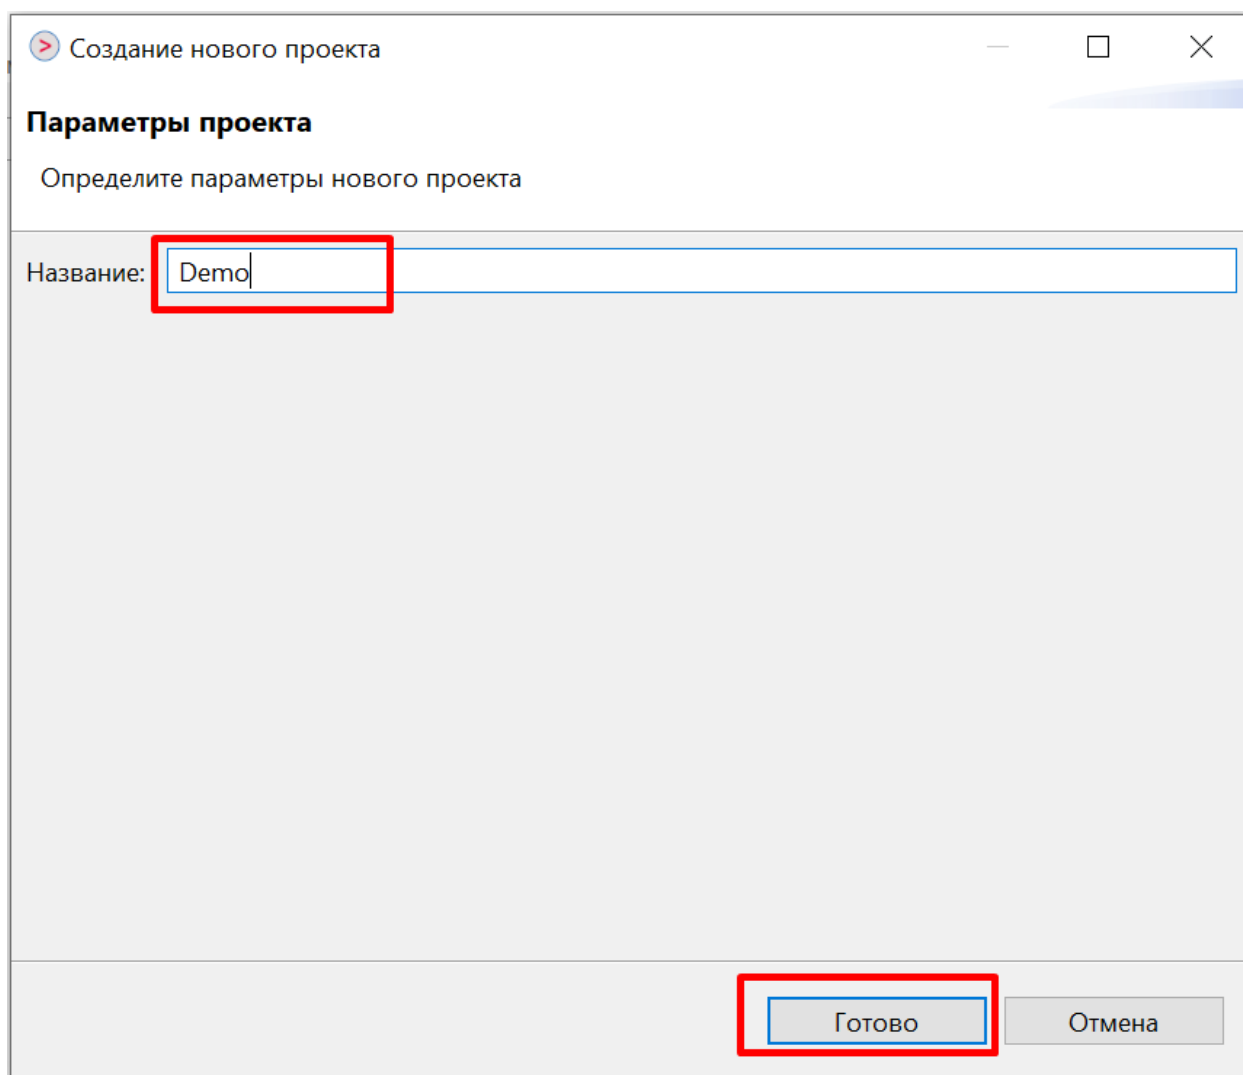 Создание нового проекта
Параметры проекта
Определите параметры нового проекта
Название: Demo
Готово Отмена